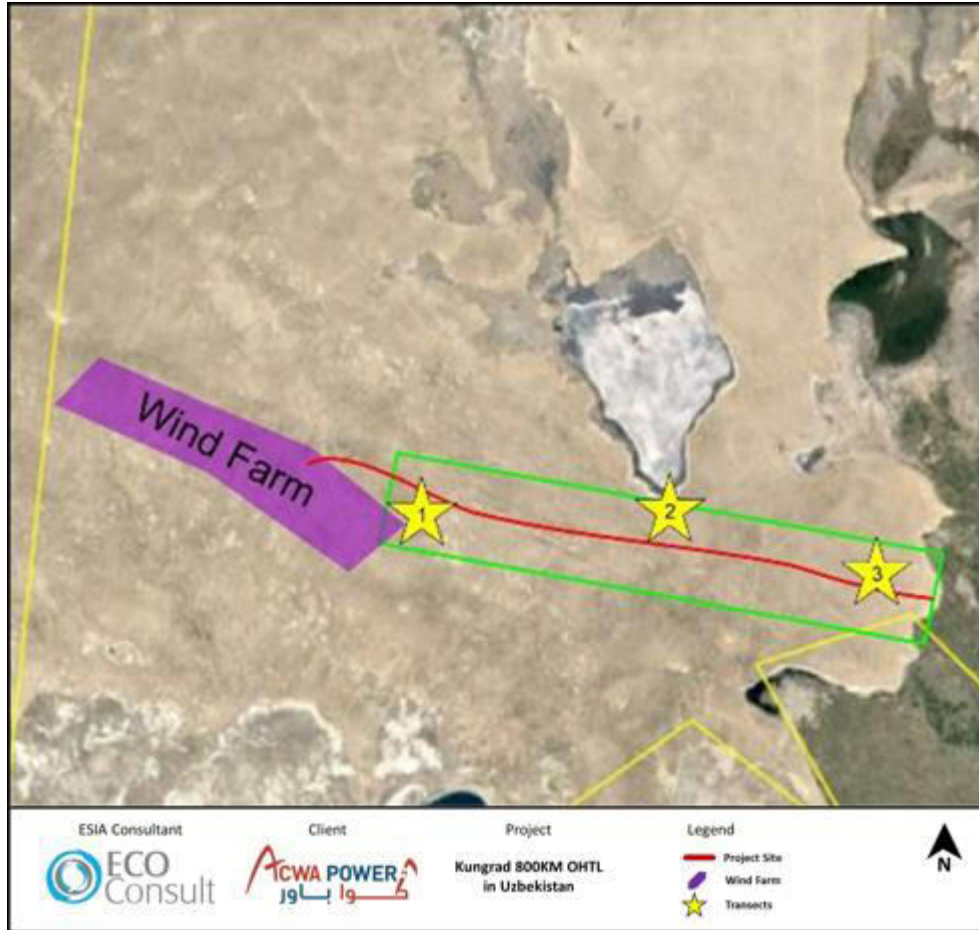 Wind Farm
1
2
3
ESIA Consultant
Client
Project
Legend
ECO
Consult
ACWA POWER
أكوا باور
Kungrad 800KM OHTL
in Uzbekistan
Project Site
Wind Farm
Transects
N